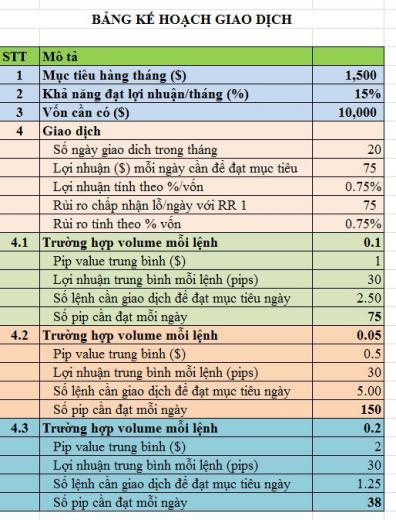 BẢNG KẾ HOẠCH GIAO DỊCH
STT Mô tả
1 Mục tiêu hàng tháng ($) 1,500
2 Khả năng đạt lợi nhuận/tháng (%) 15%
3 Vốn cần có ($) 10,000
4 Giao dịch
Số ngày giao dich trong tháng 20
Lợi nhuận ($) mỗi ngày cần để đạt mục tiêu 75
Lợi nhuận tính theo %/vốn 0.75%
Rủi ro chấp nhận lỗ/ngày với RR 1 75
Rủi ro tính theo % vốn 0.75%
4.1 Trường hợp volume mỗi lệnh 0.1
Pip value trung bình ($) 1
Lợi nhuận trung bình mỗi lệnh (pips) 30
Số lệnh cần giao dịch để đạt mục tiêu ngày 2.50
Số pip cần đạt mỗi ngày 75
4.2 Trường hợp volume mỗi lệnh 0.05
Pip value trung bình ($) 0.5
Lợi nhuận trung bình mỗi lệnh (pips) 30
Số lệnh cần giao dịch để đạt mục tiêu ngày 5.00
Số pip cần đạt mỗi ngày 150
4.3 Trường hợp volume mỗi lệnh 0.2
Pip value trung bình ($) 2
Lợi nhuận trung bình mỗi lệnh (pips) 30
Số lệnh cần giao dịch để đạt mục tiêu ngày 1.25
Số pip cần đạt mỗi ngày 38